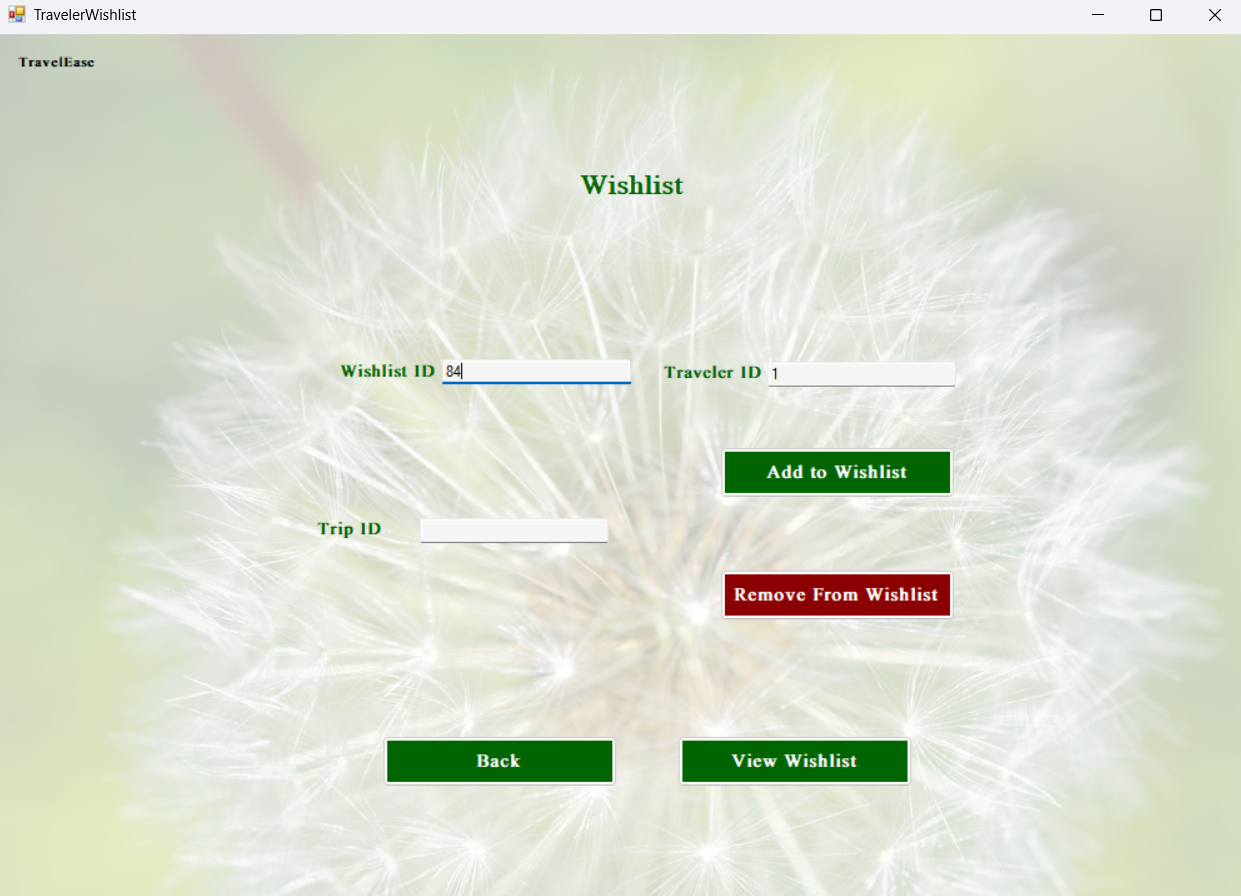 TravelerWishlist
TravelEase
Wishlist
Wishlist ID 84
Traveler ID 1
Add to Wishlist
Trip ID
Remove From Wishlist
Back
View Wishlist